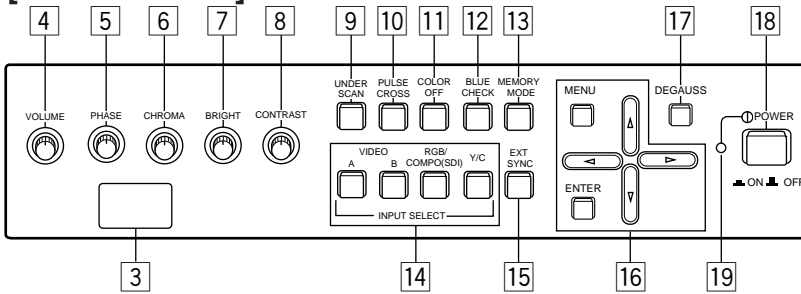 4 5 6 7 8 9 10 11 12 13 17 18
VOLUME PHASE CHROMA BRIGHT CONTRAST
UNDER SCAN PULSE CROSS COLOR OFF BLUE CHECK MEMORY MODE
MENU DEGAUSS POWER
VIDEO RGB/ COMPO(SDI) Y/C EXT SYNC
A B
ENTER
ON OFF
INPUT SELECT
3 14 15 16 19